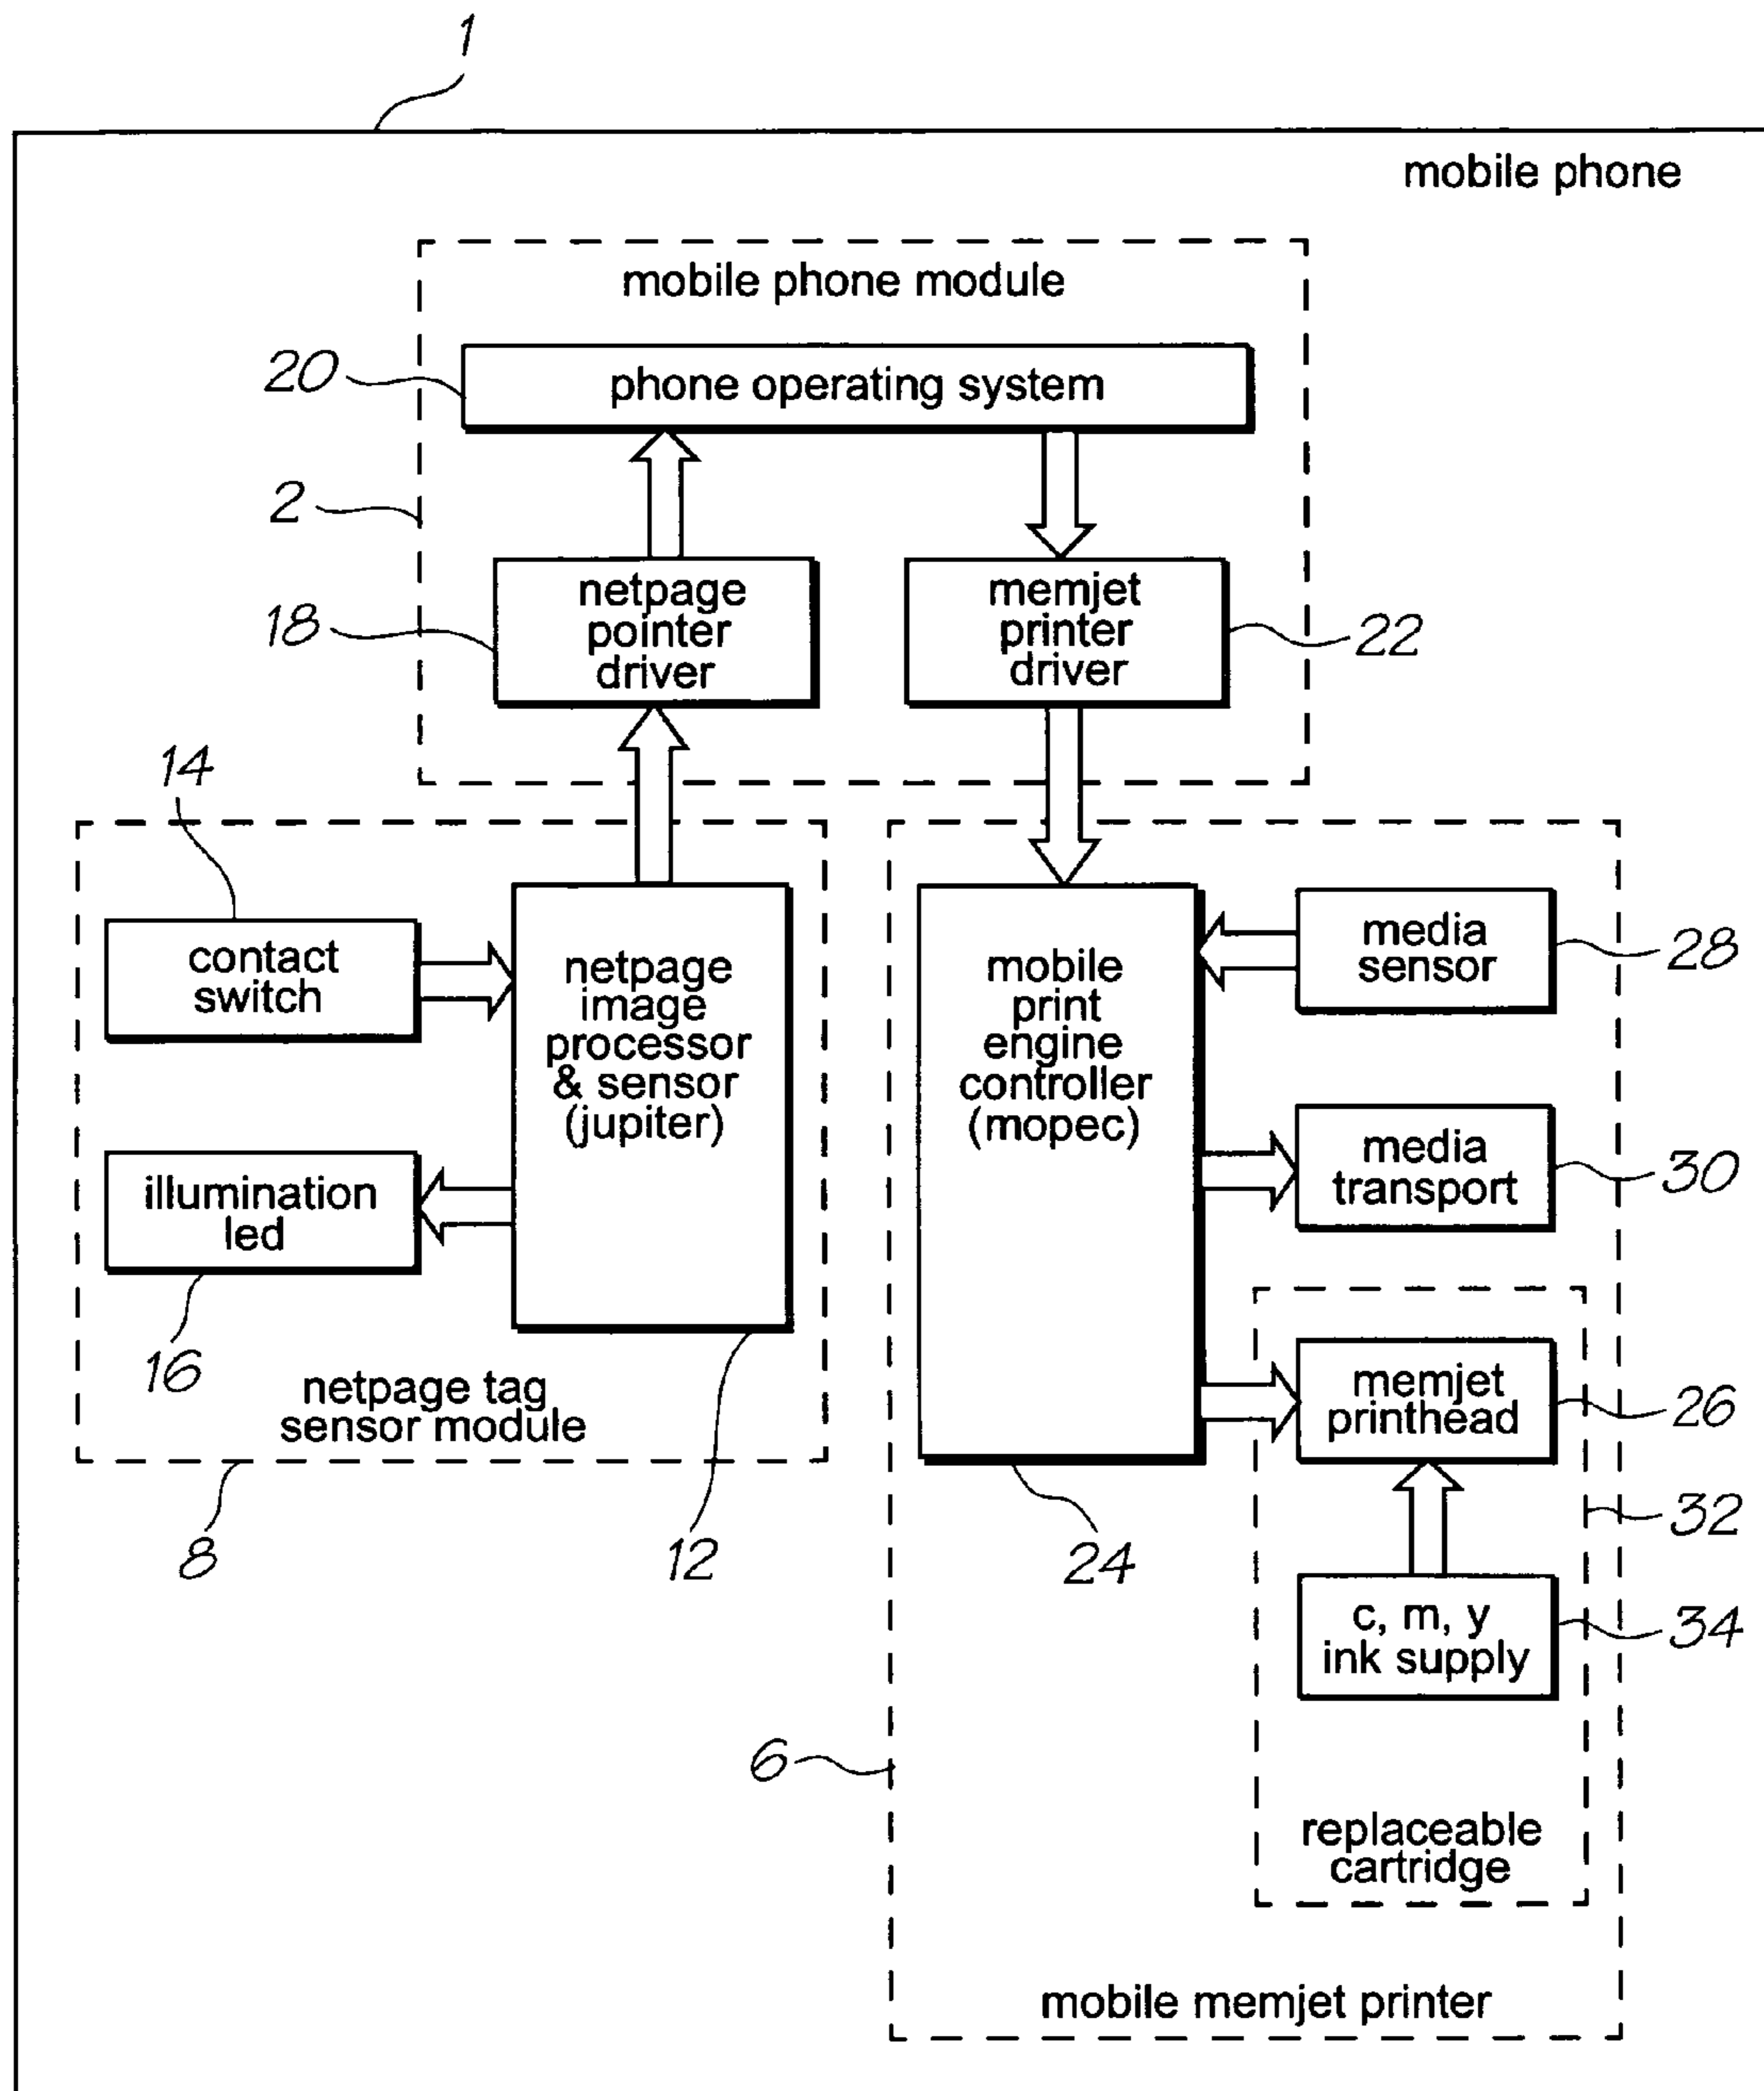 1
mobile phone
mobile phone module
20
phone operating system
2
netpage
pointer
driver
18
memjet
printer
driver
22
14
contact
switch
netpage
image
processor
& sensor
(jupiter)
illumination
led
16
netpage tag
sensor module
8
12
mobile
print
engine
controller
(mopec)
media
sensor
28
media
transport
30
memjet
printhead
26
32
24
c, m, y
ink supply
34
6
replaceable
cartridge
mobile memjet printer